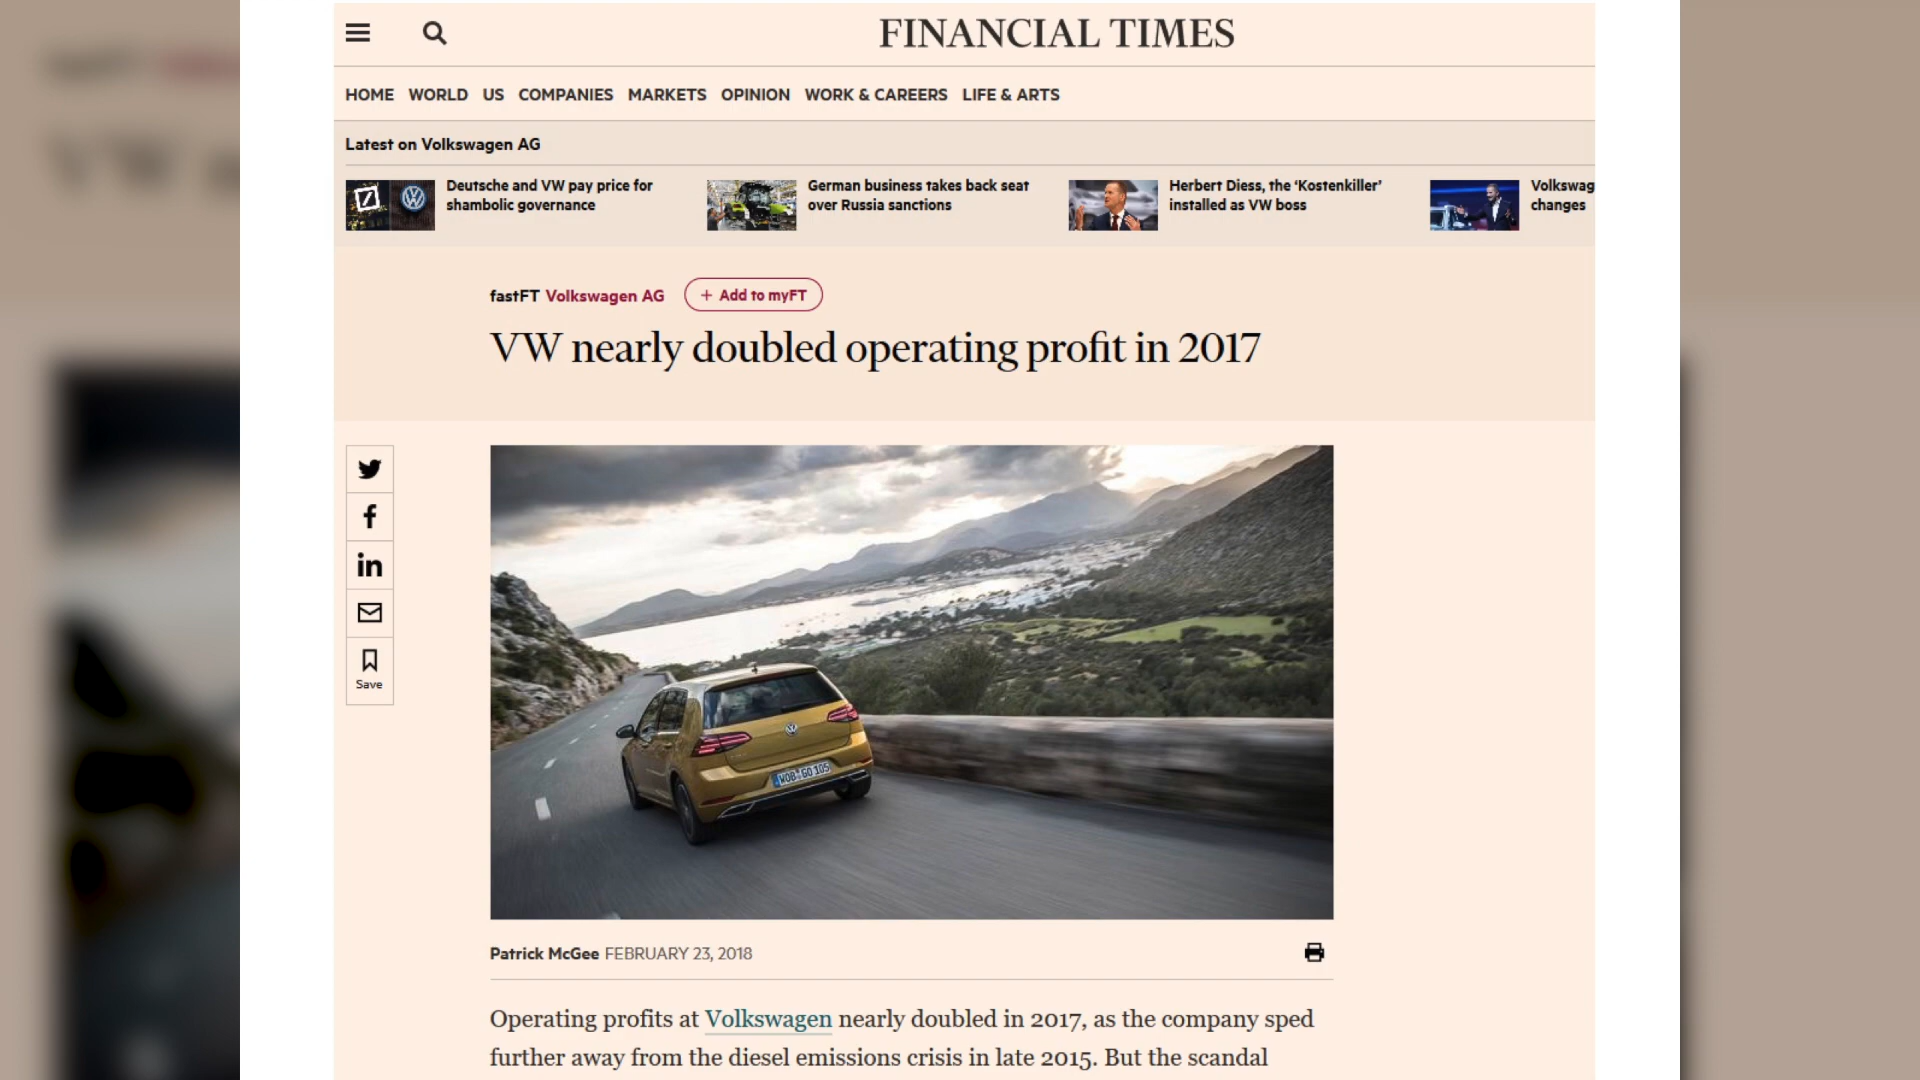 FINANCIAL TIMES
HOME WORLD US COMPANIES MARKETS OPINION WORK & CAREERS LIFE & ARTS
Latest on Volkswagen AG
Deutsche and VW pay price for
shambolic governance
German business takes back seat
over Russia sanctions
Herbert Diess, the ‘Kostenkiller’
installed as VW boss
Volkswag
changes
fastFT Volkswagen AG + Add to myFT
VW nearly doubled operating profit in 2017
in
Save
WOB GO 105
Patrick McGee FEBRUARY 23, 2018
Operating profits at Volkswagen nearly doubled in 2017, as the company sped
further away from the diesel emissions crisis in late 2015. But the scandal